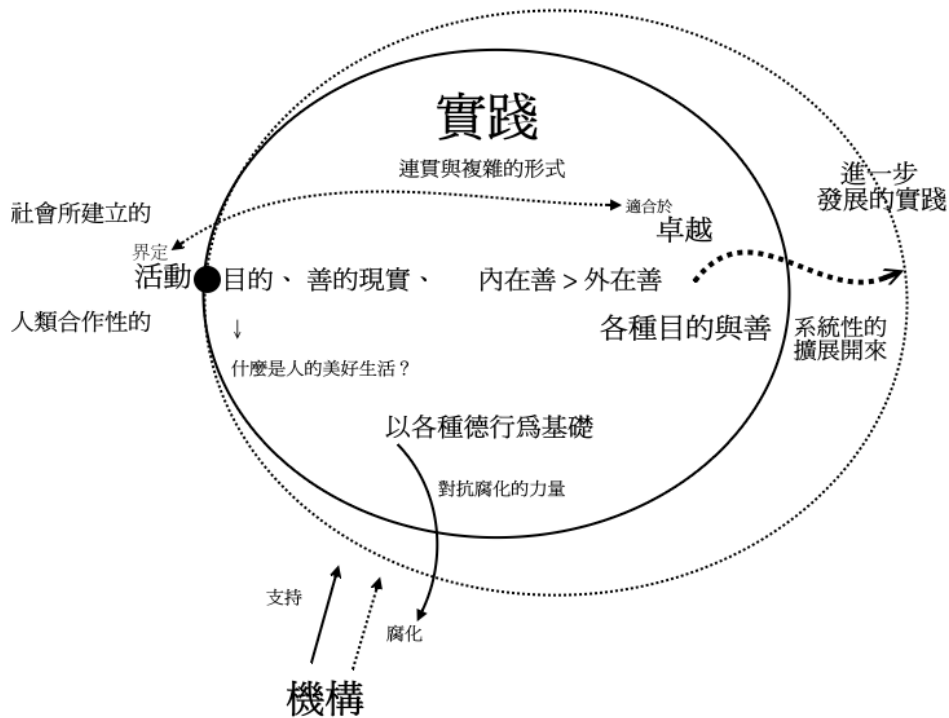 實踐
連貫與複雜的形式
進一步
發展的實踐
社會所建立的
適合於
卓越
界定
活動
目的、善的現實、
內在善 > 外在善
人類合作性的
各種目的與善
系統性的
擴展開來
↓
什麼是人的美好生活？
以各種德行為基礎
對抗腐化的力量
支持
腐化
機構